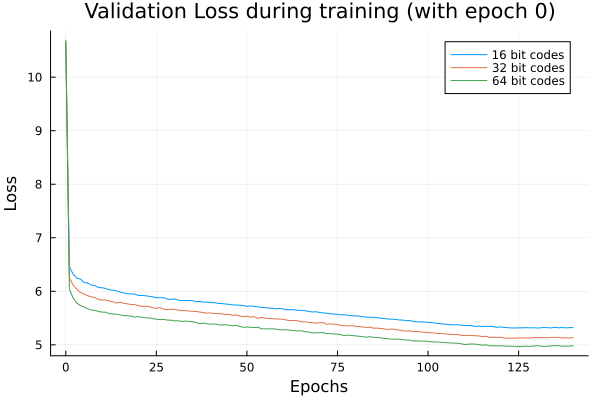 Validation Loss during training (with epoch 0)
16 bit codes
32 bit codes
64 bit codes
10
9
8
7
6
5
Loss
0
25
50
75
100
125
Epochs